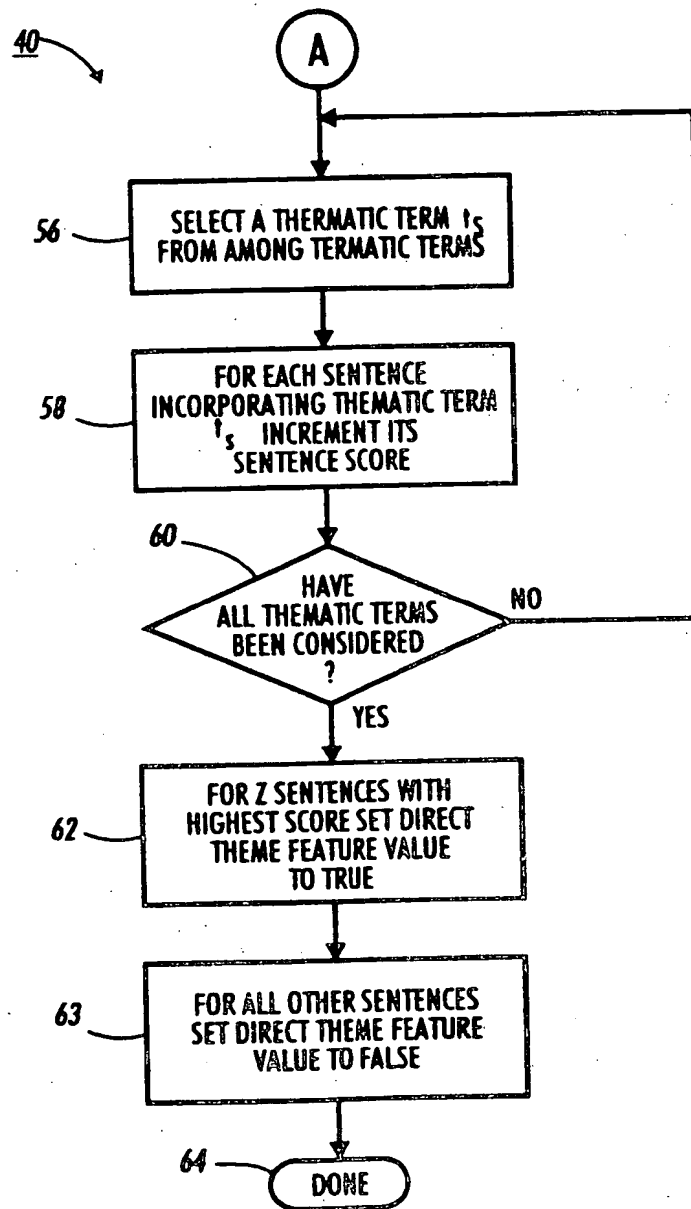 40
A
56
SELECT A THERMATIC TERM ts
FROM AMONG TERMATIC TERMS
58
FOR EACH SENTENCE
INCORPORATING THEMATIC TERM
ts INCREMENT ITS
SENTENCE SCORE
60
HAVE
ALL THEMATIC TERMS
BEEN CONSIDERED
?
NO
YES
62
FOR Z SENTENCES WITH
HIGHEST SCORE SET DIRECT
THEME FEATURE VALUE
TO TRUE
63
FOR ALL OTHER SENTENCES
SET DIRECT THEME FEATURE
VALUE TO FALSE
64
DONE